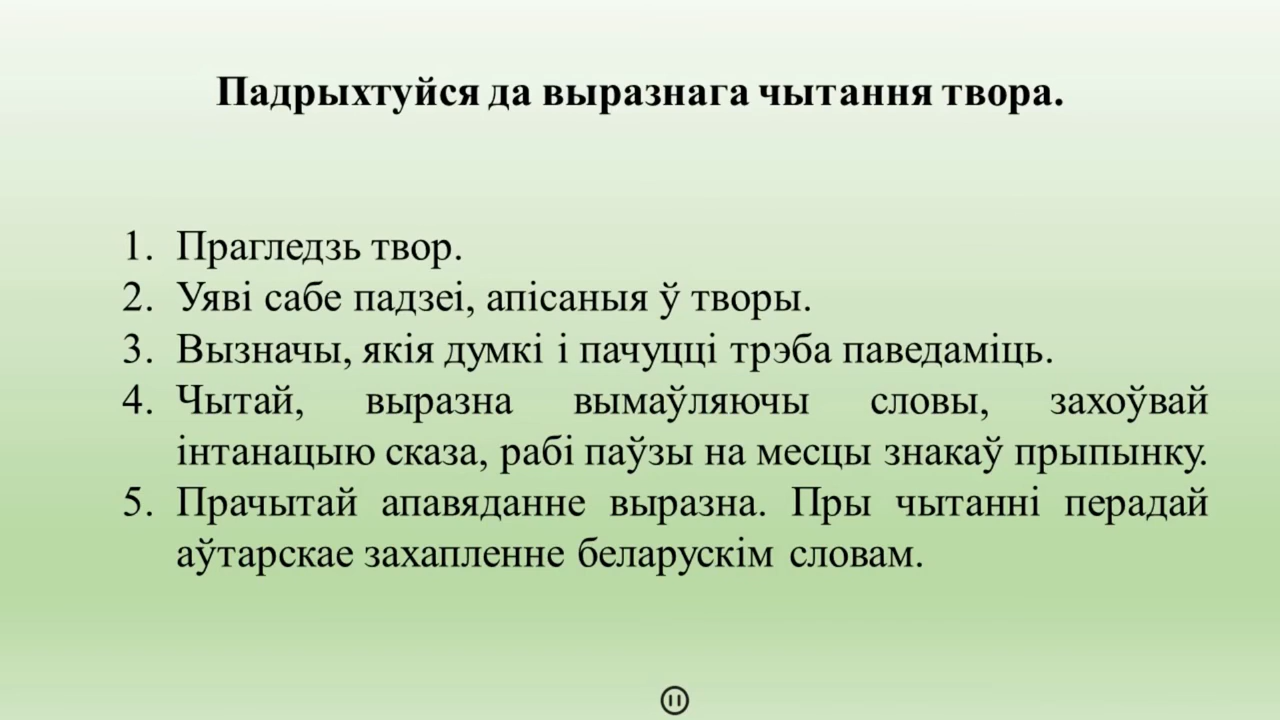 Падрыхтуйся да выразнага чытання твора.
1. Прагледзь твор.
2. Уяві сабе падзеі, апісаныя ў творы.
3. Вызначы, якія думкі і пачуцці трэба паведаміць.
4. Чытай, выразна вымаўляючы словы, захоўвай
інтанацыю сказа, рабі паўзы на месцы знакаў прыпынку.
5. Прачытай апавяданне выразна. Пры чытанні перадай
аўтарскае захапленне беларускім словам.